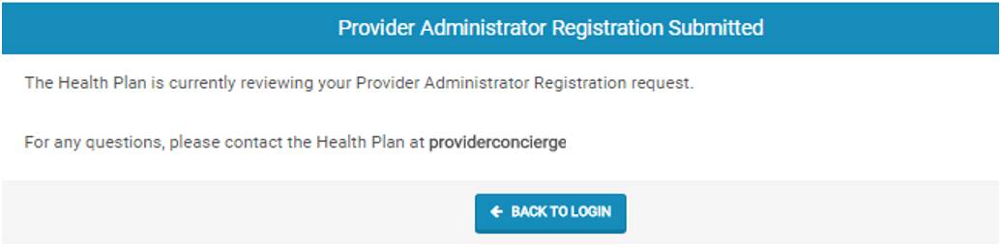 Provider Administrator Registration Submitted
The Health Plan is currently reviewing your Provider Administrator Registration request.
For any questions, please contact the Health Plan at providerconcierge
BACK TO LOGIN